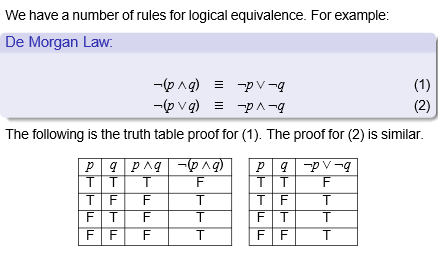 We have a number of rules for logical equivalence. For example:
De Morgan Law:
¬(p ∧ q) ≡ ¬p ∨ ¬q (1)
¬(p ∨ q) ≡ ¬p ∧ ¬q (2)
The following is the truth table proof for (1). The proof for (2) is similar.
p q p ∧ q ¬(p ∧ q) p q ¬p ∨ ¬q
T T T F T T F
T F F T T F T
F T F T F T T
F F F T F F T